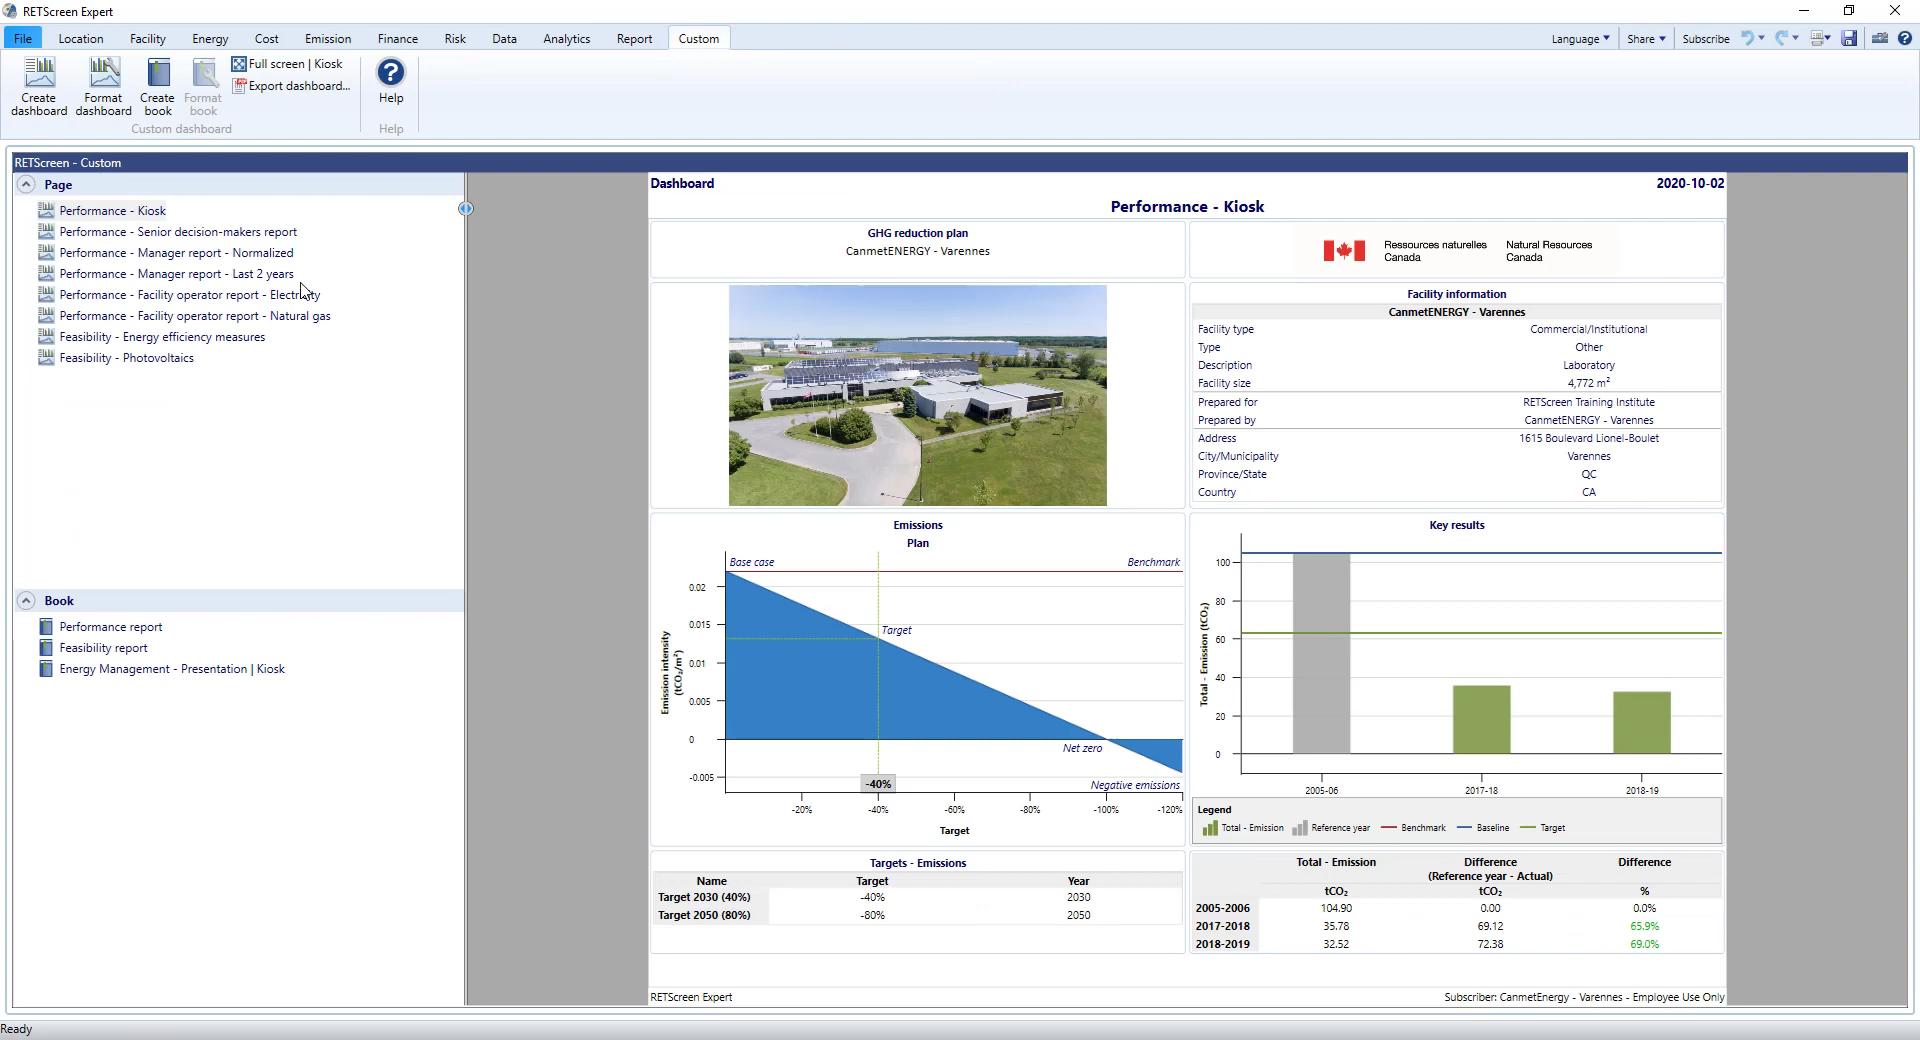 RETScreen Expert
File Location Facility Energy Cost Emission Finance Risk Data Analytics Report Custom Language Share Subscribe
Create dashboard
Format dashboard
Create book
Format book
Full screen | Kiosk
Export dashboard...
Custom dashboard
Help
Help
RETScreen - Custom
Page
Performance - Kiosk
Performance - Senior decision-makers report
Performance - Manager report - Normalized
Performance - Manager report - Last 2 years
Performance - Facility operator report - Electricity
Performance - Facility operator report - Natural gas
Feasibility - Energy efficiency measures
Feasibility - Photovoltaics
Book
Performance report
Feasibility report
Energy Management - Presentation | Kiosk
Dashboard 2020-10-02
Performance - Kiosk
GHG reduction plan
CanmetENERGY - Varennes
Ressources naturelles Canada
Natural Resources Canada
Facility information
CanmetENERGY - Varennes
Facility type Commercial/Institutional
Type Other
Description Laboratory
Facility size 4,772 m²
Prepared for RETScreen Training Institute
Prepared by CanmetENERGY - Varennes
Address 1615 Boulevard Lionel-Boulet
City/Municipality Varennes
Province/State QC
Country CA
Emissions
Plan
Base case Benchmark
0.02
0.015
0.01
0.005
0
-0.005
Emission intensity
(tCO₂/m²)
Target
Net zero
Negative emissions
-40%
-20% -40% -60% -80% -100% -120%
Target
Key results
100
80
60
40
20
0
Total - Emission (tCO₂)
2005-06 2017-18 2018-19
Legend
Total - Emission Reference year Benchmark Baseline Target
Targets - Emissions
Name Target Year
Target 2030 (40%) -40% 2030
Target 2050 (80%) -80% 2050
Total - Emission Difference Difference
(Reference year - Actual)
tCO₂ tCO₂ %
2005-2006 104.90 0.00 0.0%
2017-2018 35.78 69.12 65.9%
2018-2019 32.52 72.38 69.0%
RETScreen Expert Subscriber: CanmetEnergy - Varennes - Employee Use Only
Ready